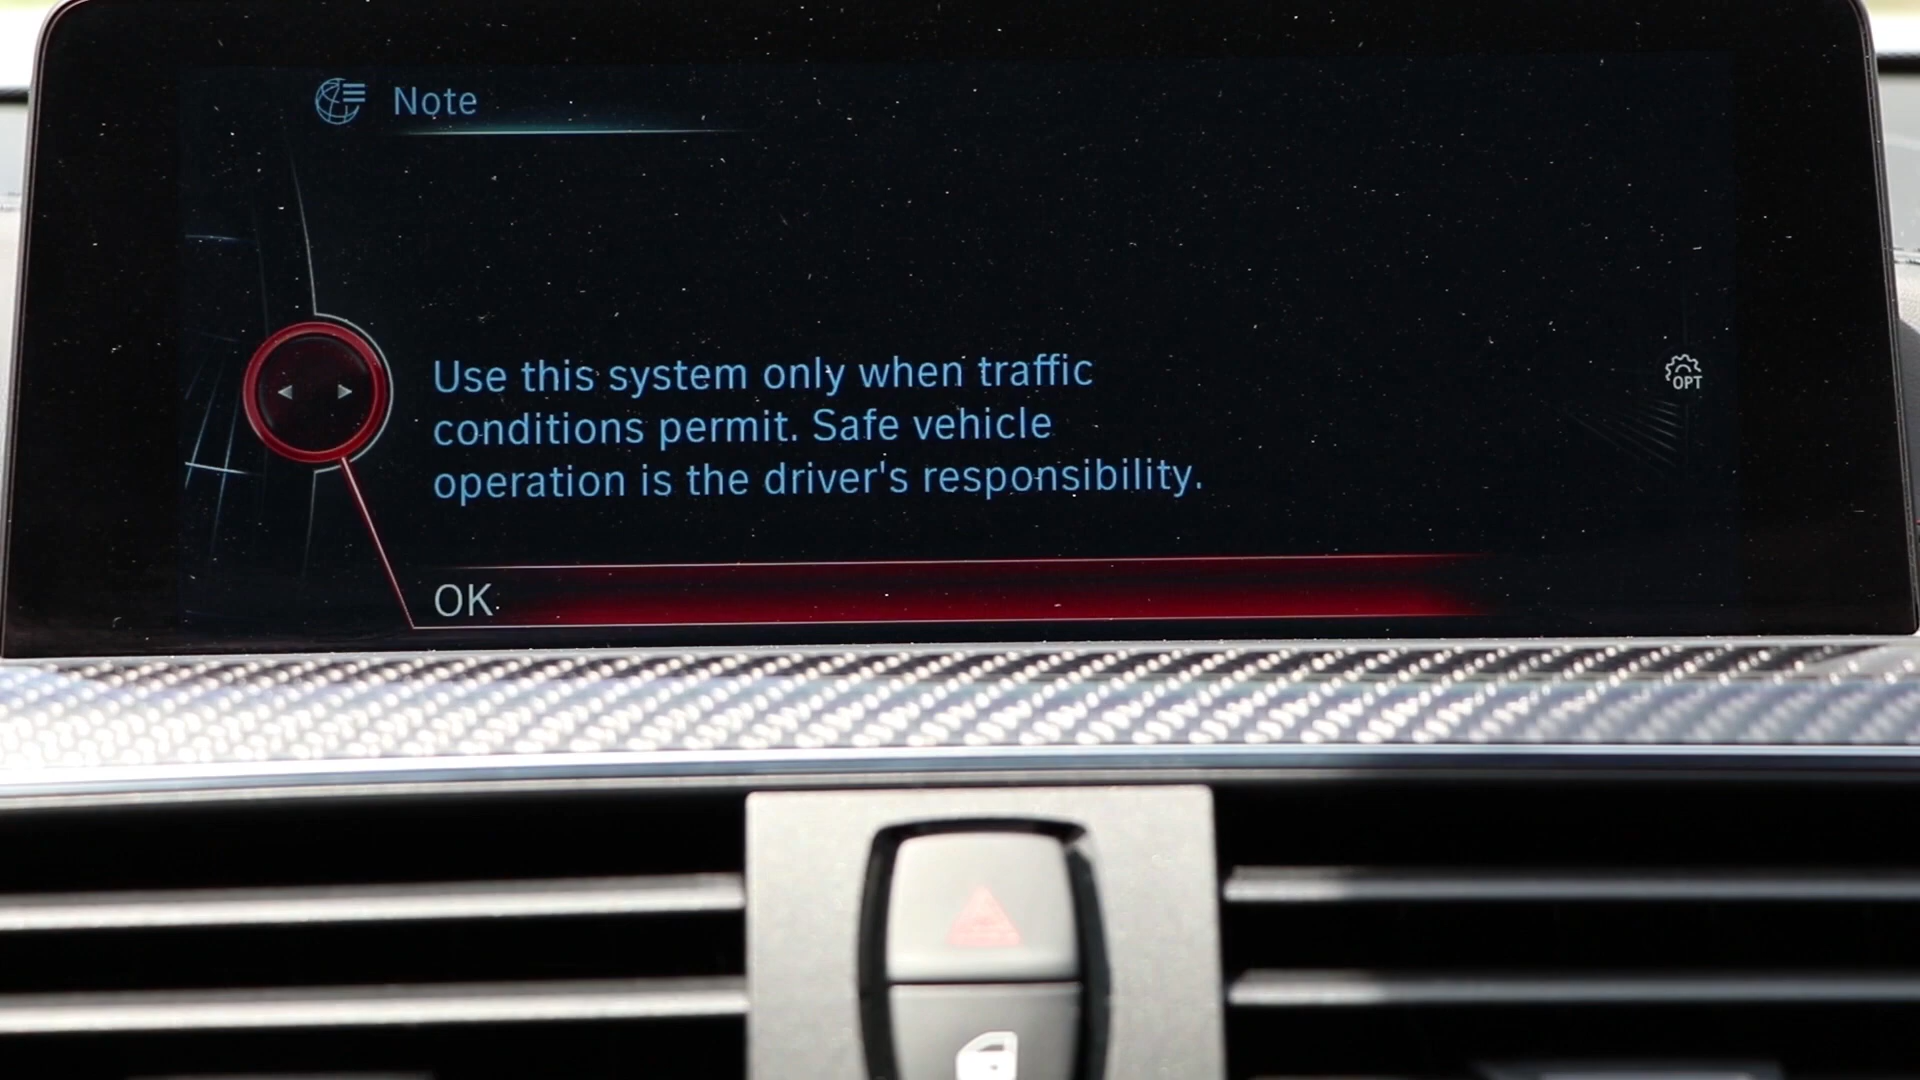 Note
Use this system only when traffic
conditions permit. Safe vehicle
operation is the driver's responsibility.
OPT
OK